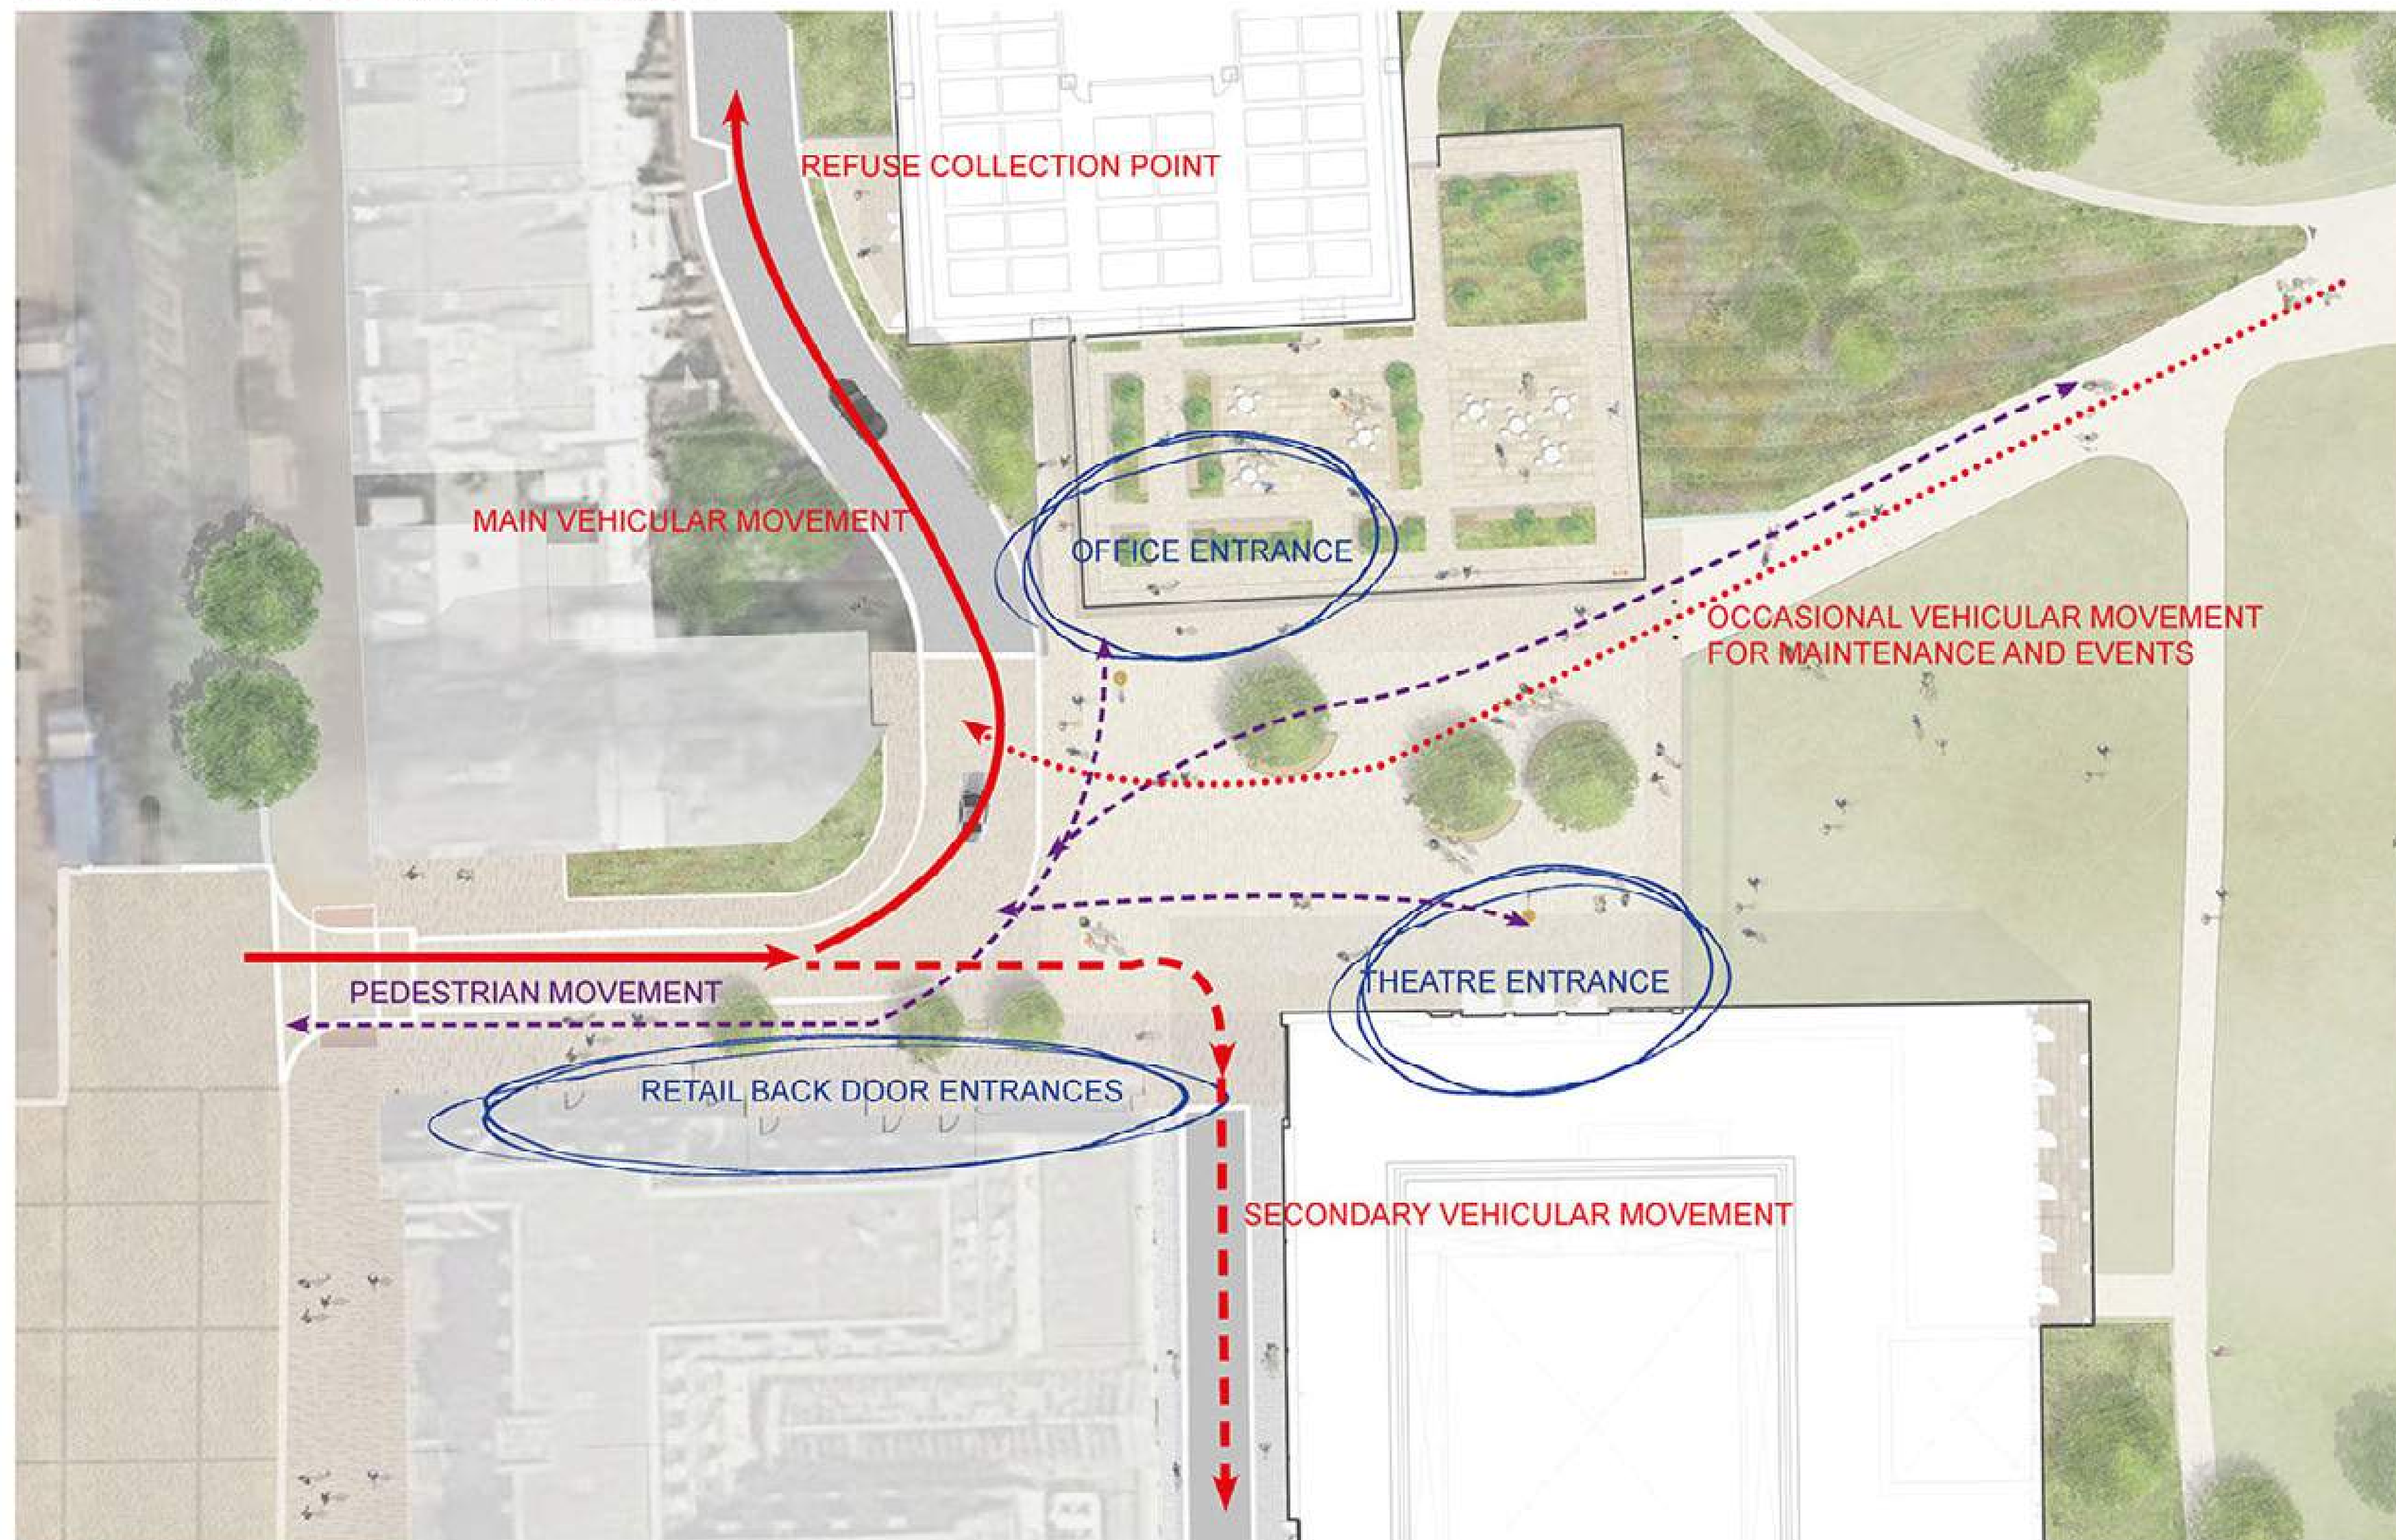 REFUSE COLLECTION POINT
MAIN VEHICULAR MOVEMENT
OFFICE ENTRANCE
OCCASIONAL VEHICULAR MOVEMENT
FOR MAINTENANCE AND EVENTS
THEATRE ENTRANCE
PEDESTRIAN MOVEMENT
RETAIL BACK DOOR ENTRANCES
SECONDARY VEHICULAR MOVEMENT